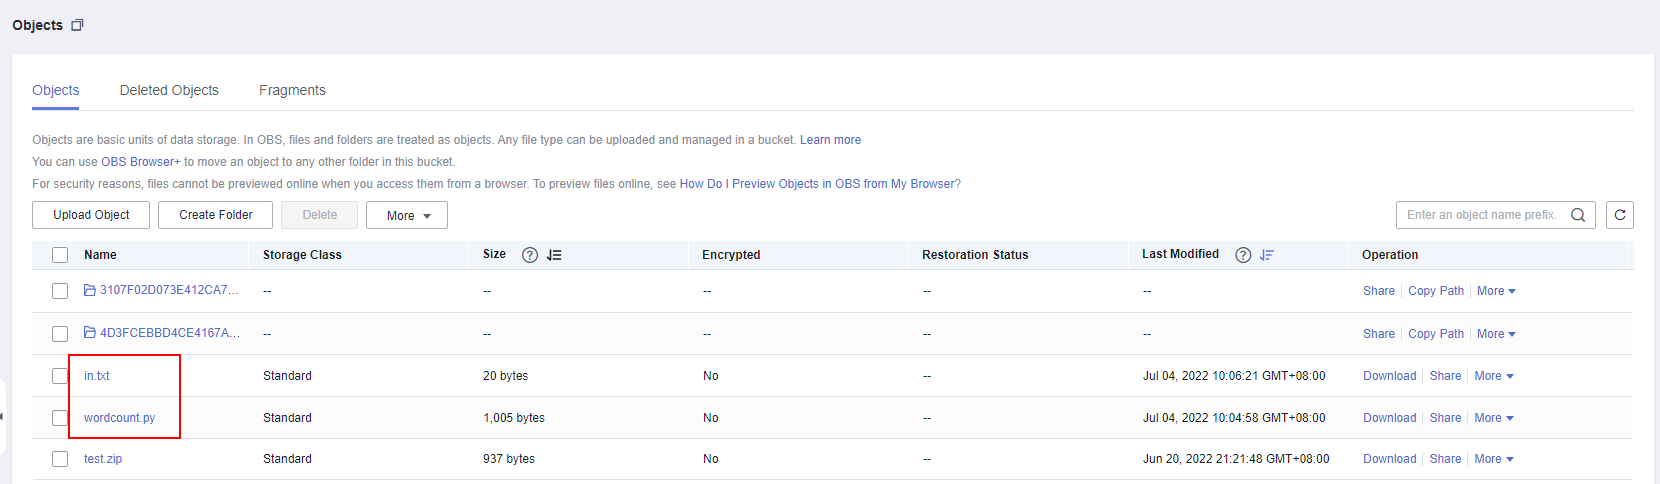 Objects
Objects Deleted Objects Fragments
Objects are basic units of data storage. In OBS, files and folders are treated as objects. Any file type can be uploaded and managed in a bucket. Learn more
You can use OBS Browser+ to move an object to any other folder in this bucket.
For security reasons, files cannot be previewed online when you access them from a browser. To preview files online, see How Do I Preview Objects in OBS from My Browser?
Upload Object Create Folder Delete More Enter an object name prefix.
Name Storage Class Size ? Encrypted Restoration Status Last Modified ? Operation
3107F02D073E412CA7... -- -- -- -- -- Share Copy Path More
4D3FCEBBD4CE4167A... -- -- -- -- -- Share Copy Path More
in.txt Standard 20 bytes No -- Jul 04, 2022 10:06:21 GMT+08:00 Download Share More
wordcount.py Standard 1,005 bytes No -- Jul 04, 2022 10:04:58 GMT+08:00 Download Share More
test.zip Standard 937 bytes No -- Jun 20, 2022 21:21:48 GMT+08:00 Download Share More